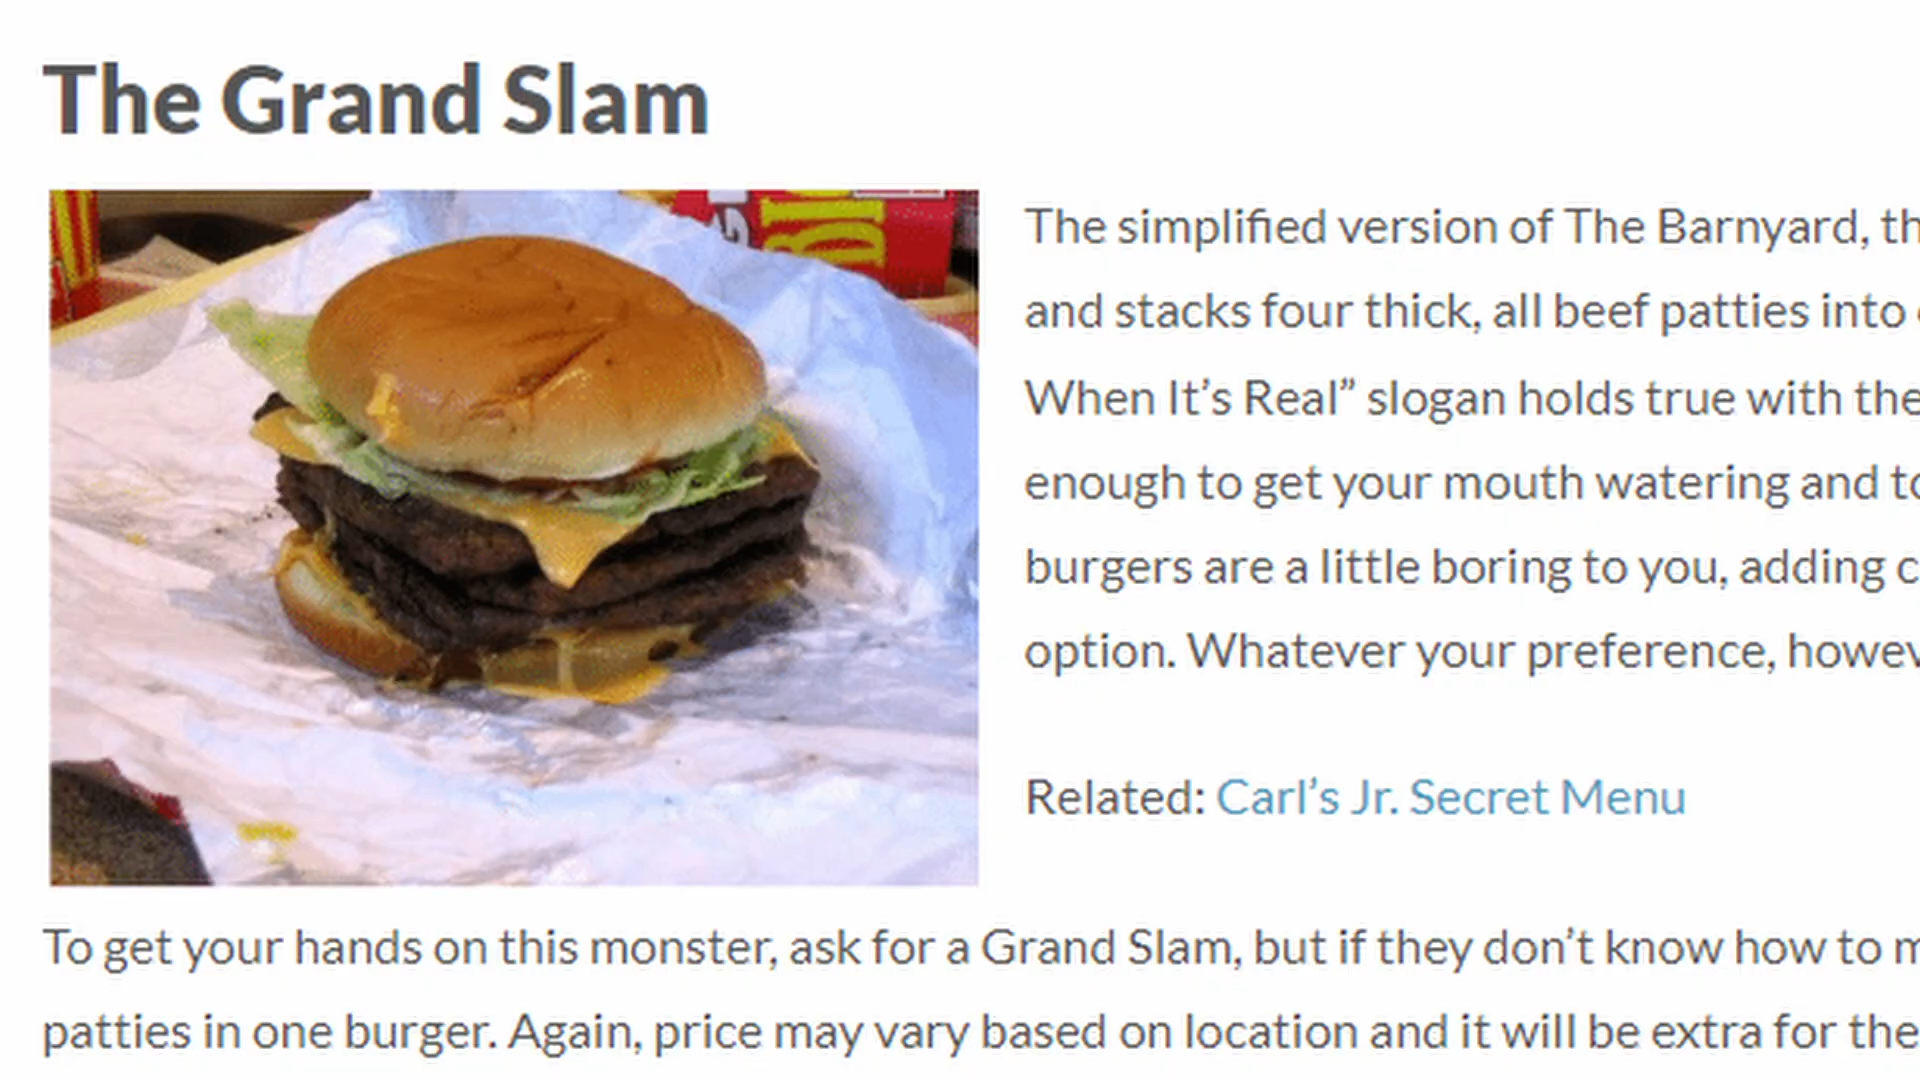 The Grand Slam
The simplified version of The Barnyard, th
and stacks four thick, all beef patties into
When It’s Real” slogan holds true with the
enough to get your mouth watering and to
burgers are a little boring to you, adding c
option. Whatever your preference, howev
Related: Carl’s Jr. Secret Menu
To get your hands on this monster, ask for a Grand Slam, but if they don’t know how to m
patties in one burger. Again, price may vary based on location and it will be extra for the